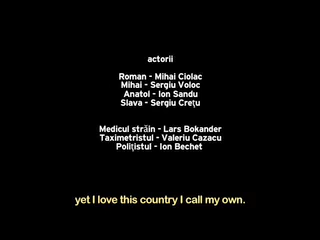 actorii
Roman - Mihai Ciolac
Mihai - Sergiu Voloc
Anatol - Ion Sandu
Slava - Sergiu Crețu
Medicul străin - Lars Bokander
Taximetristul - Valeriu Cazacu
Polițistul - Ion Bechet
yet I love this country I call my own.